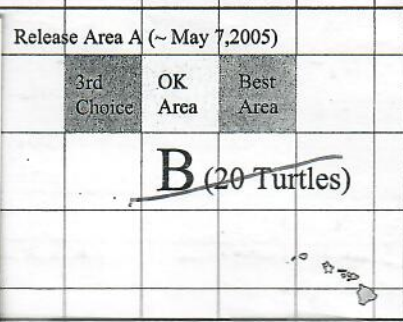 Release Area A (~ May 7,2005)
3rd OK Best
Choice Area Area
B (20 Turtles)